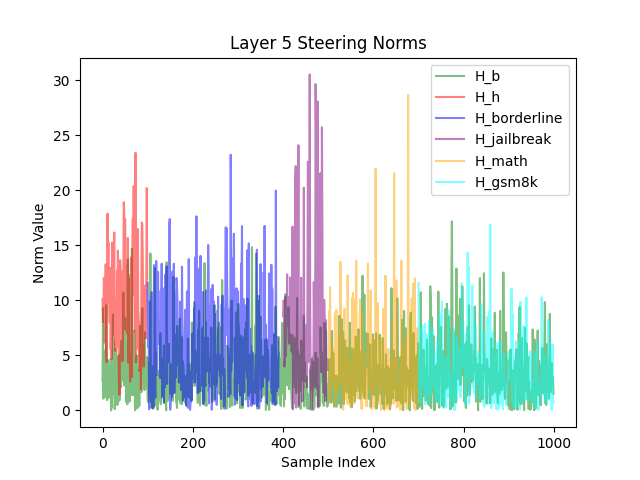 Layer 5 Steering Norms
H_b
H_h
H_borderline
H_jailbreak
H_math
H_gsm8k
Norm Value
30
25
20
15
10
5
0
0 200 400 600 800 1000
Sample Index